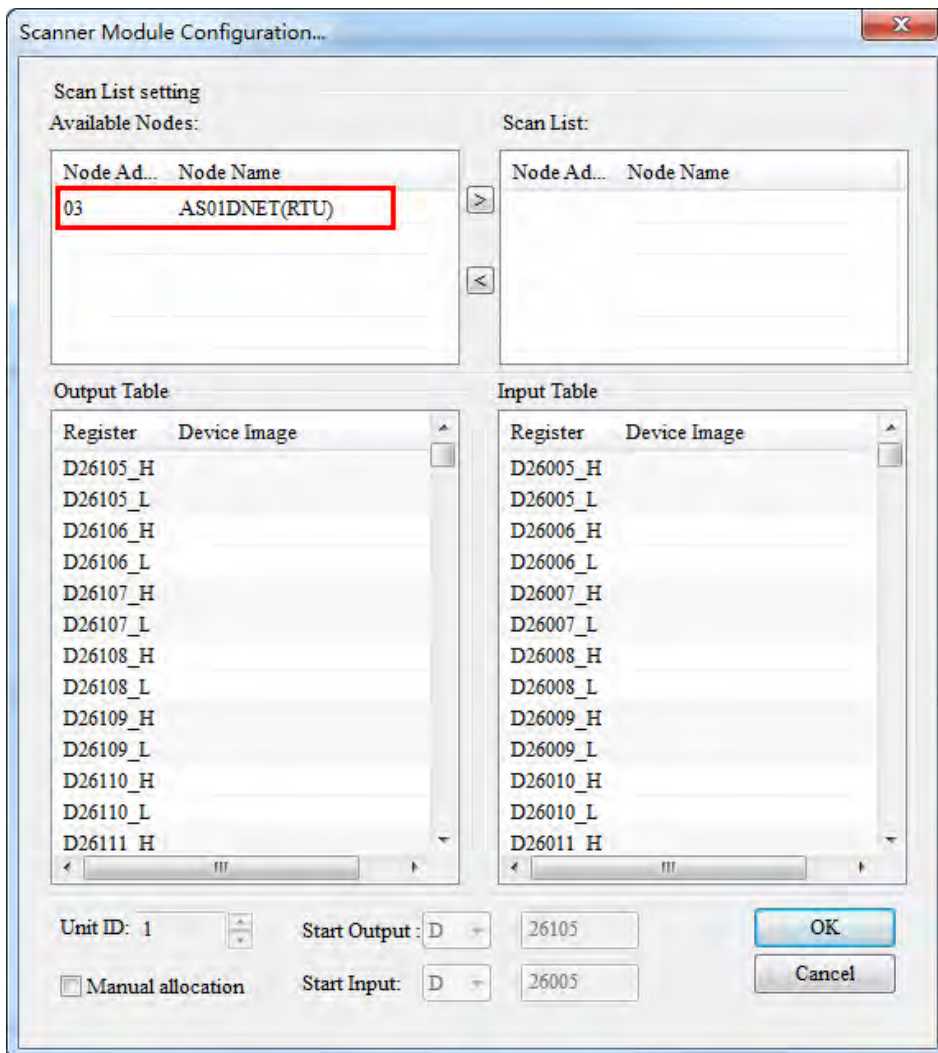 Scanner Module Configuration...
Scan List setting
Available Nodes:
Node Ad... Node Name
03 AS01DNET(RTU)
>
<
Scan List:
Node Ad... Node Name
Output Table
Register Device Image
D26105_H
D26105_L
D26106_H
D26106_L
D26107_H
D26107_L
D26108_H
D26108_L
D26109_H
D26109_L
D26110_H
D26110_L
D26111_H
Input Table
Register Device Image
D26005_H
D26005_L
D26006_H
D26006_L
D26007_H
D26007_L
D26008_H
D26008_L
D26009_H
D26009_L
D26010_H
D26010_L
D26011_H
Unit ID: 1
Start Output : D 26105
OK
Manual allocation
Start Input: D 26005
Cancel